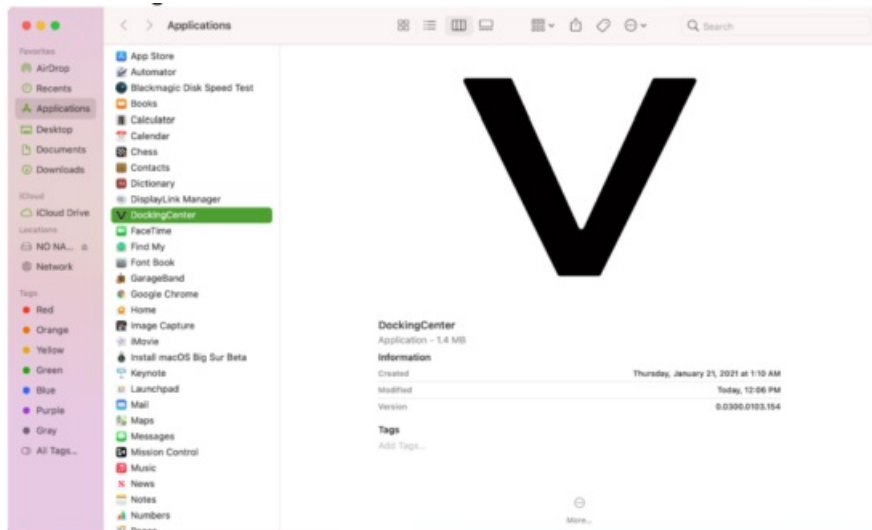 Applications
Search
Favorites
AirDrop
Recents
Applications
Desktop
Documents
Downloads
iCloud
iCloud Drive
Locations
NO NA...
Network
Tags
Red
Orange
Yellow
Green
Blue
Purple
Gray
All Tags...
App Store
Automator
Blackmagic Disk Speed Test
Books
Calculator
Calendar
Chess
Contacts
Dictionary
DisplayLink Manager
DockingCenter
FaceTime
Find My
Font Book
GarageBand
Google Chrome
Home
Image Capture
iMovie
Install macOS Big Sur Beta
Keynote
Launchpad
Mail
Maps
Messages
Mission Control
Music
News
Notes
Numbers
V
DockingCenter
Application - 1.4 MB
Information
Created Thursday, January 21, 2021 at 1:10 AM
Modified Today, 12:06 PM
Version 0.0300.0103.154
Tags
Add Tags...
More...